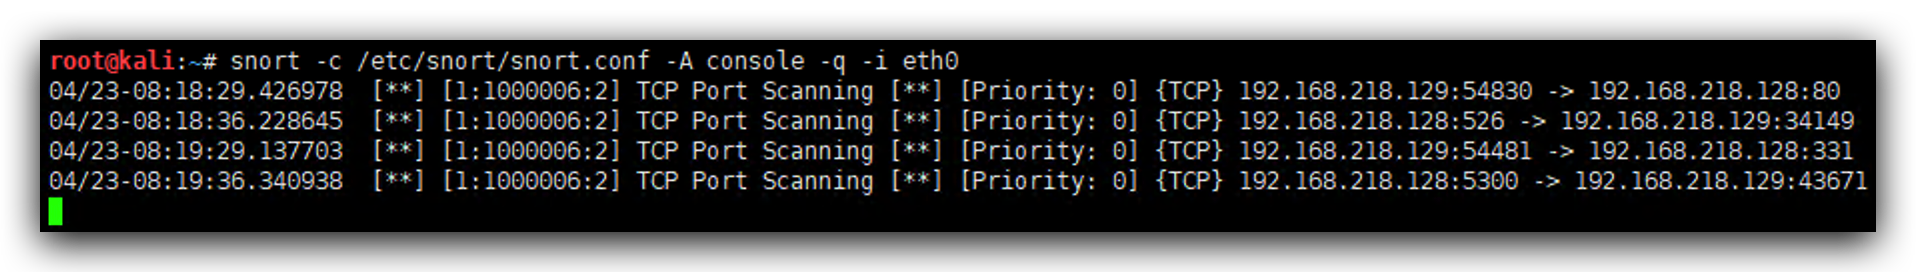 root@kali:~# snort -c /etc/snort/snort.conf -A console -q -i eth0
04/23-08:18:29.426978  [**] [1:1000006:2] TCP Port Scanning [**] [Priority: 0] {TCP} 192.168.218.129:54830 -> 192.168.218.128:80
04/23-08:18:36.228645  [**] [1:1000006:2] TCP Port Scanning [**] [Priority: 0] {TCP} 192.168.218.128:526 -> 192.168.218.129:34149
04/23-08:19:29.137703  [**] [1:1000006:2] TCP Port Scanning [**] [Priority: 0] {TCP} 192.168.218.129:54481 -> 192.168.218.128:331
04/23-08:19:36.340938  [**] [1:1000006:2] TCP Port Scanning [**] [Priority: 0] {TCP} 192.168.218.128:5300 -> 192.168.218.129:43671